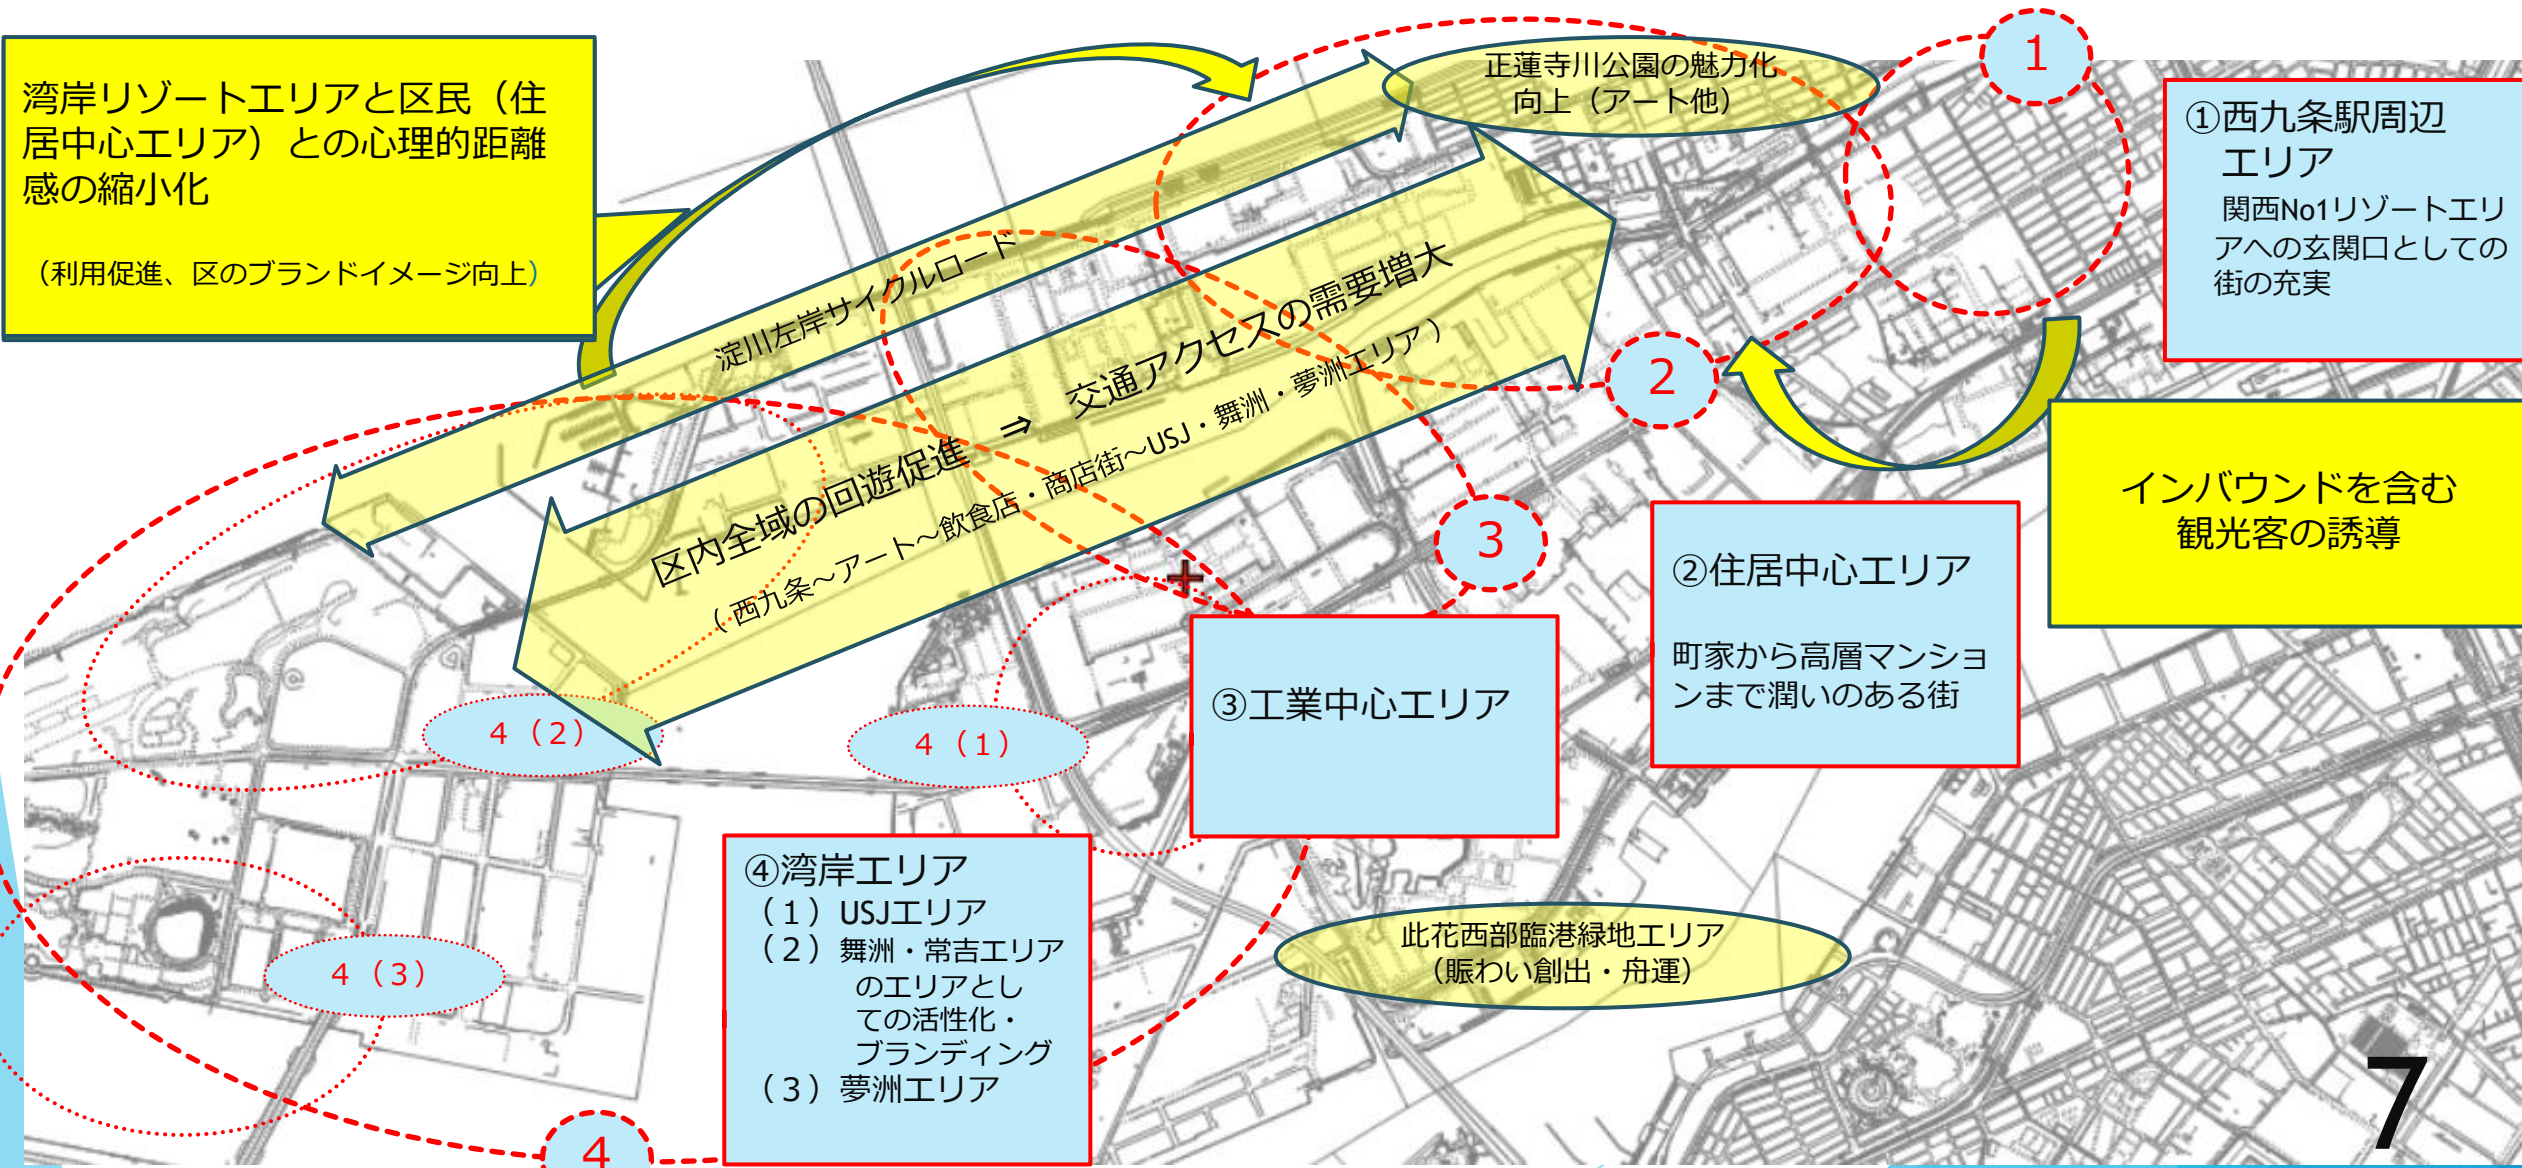 湾岸リゾートエリアと区民（住
居中心エリア）との心理的距離
感の縮小化
（利用促進、区のブランドイメージ向上）
正蓮寺川公園の魅力化
向上（アート他）
1
①西九条駅周辺
エリア
関西No1リゾートエリ
アへの玄関口としての
街の充実
淀川左岸サイクルロード
区内全域の回遊促進 ⇒ 交通アクセスの需要増大
（西九条～アート～飲食店・商店街～USJ・舞洲・夢洲エリア）
2
3
インバウンドを含む
観光客の誘導
②住居中心エリア
町家から高層マンショ
ンまで潤いのある街
③工業中心エリア
4（2）
4（1）
4（3）
④湾岸エリア
（1）USJエリア
（2）舞洲・常吉エリア
のエリアとし
ての活性化・
ブランディング
（3）夢洲エリア
此花西部臨港緑地エリア
（賑わい創出・舟運）
4
7